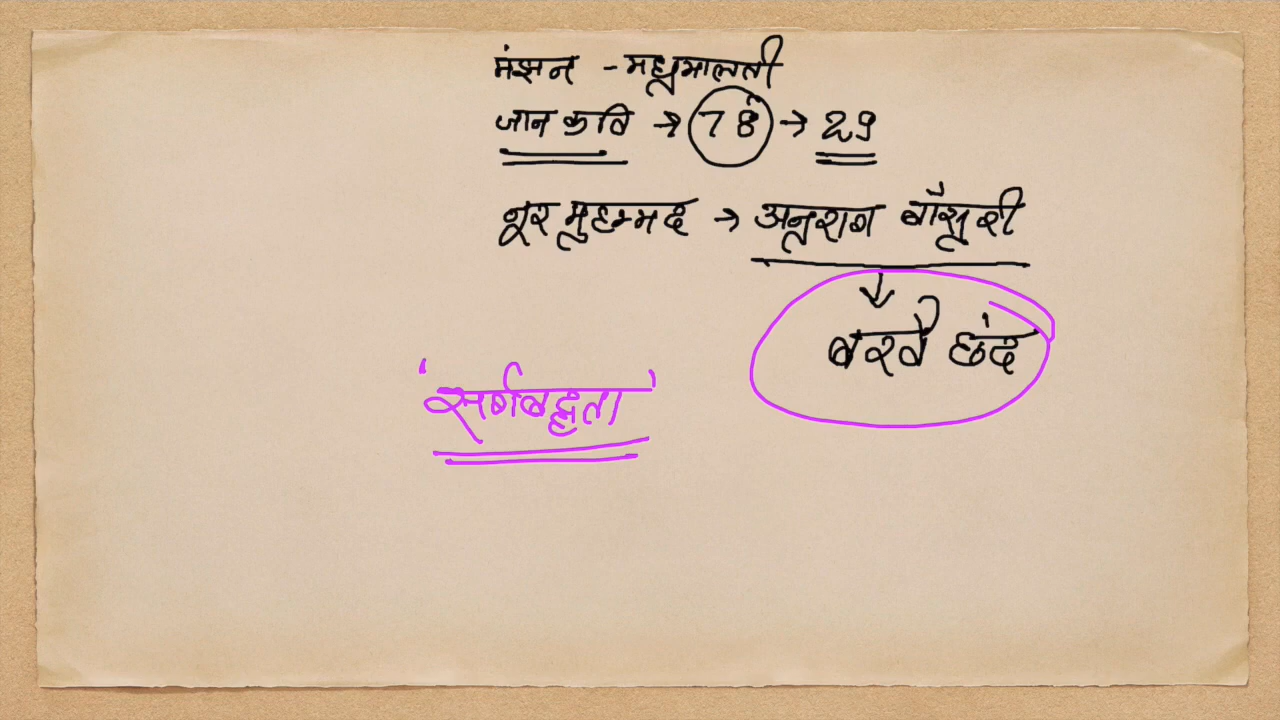 मंझन - मधुमालती
जान कवि → 78 → 29
नूर मुहम्मद → अनुराग बाँसुरी
↓
बरवै छंद
'सर्गबद्धता'